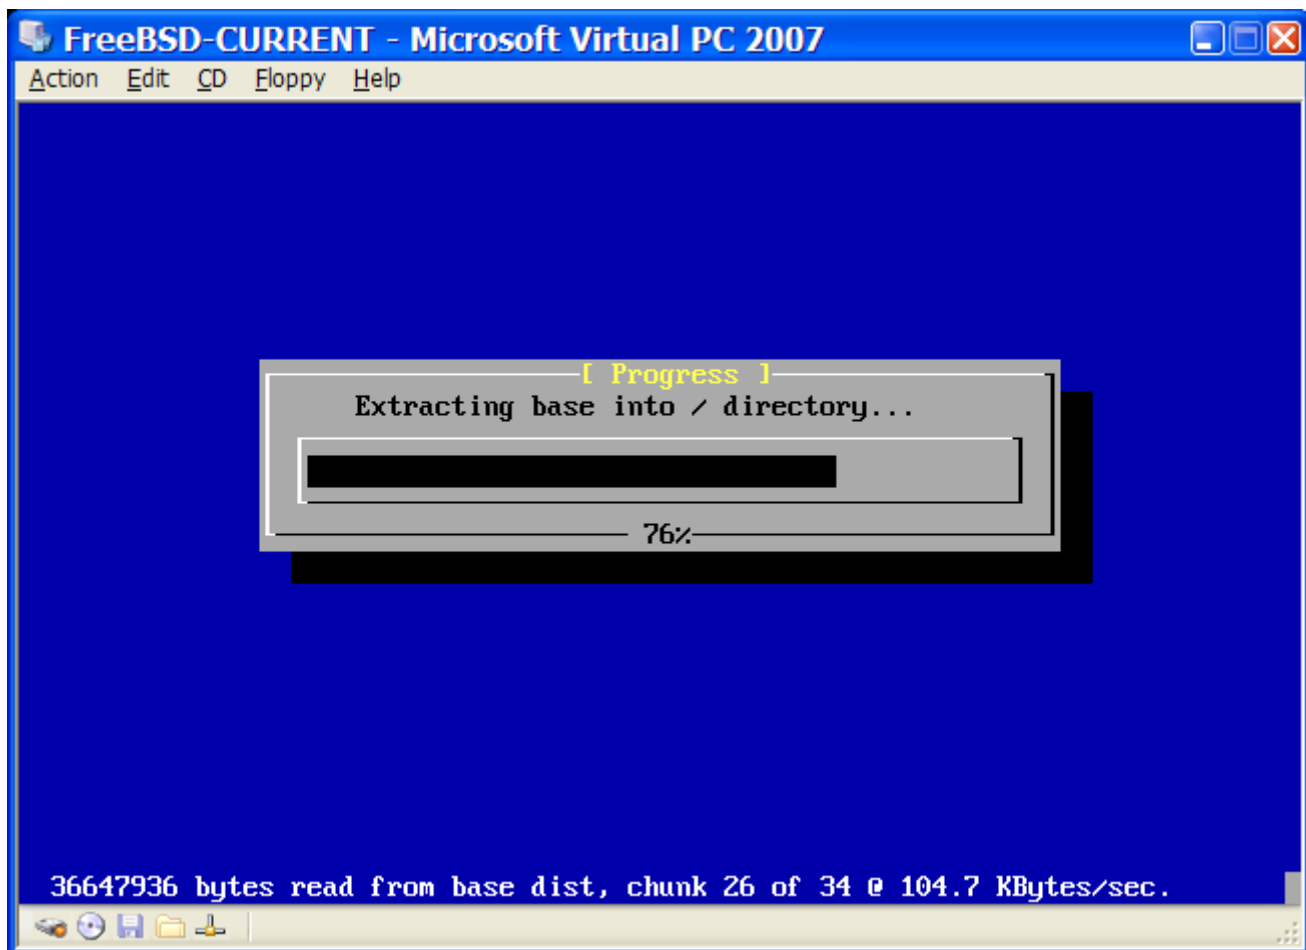 FreeBSD-CURRENT - Microsoft Virtual PC 2007
Action Edit CD Floppy Help
[ Progress ]
Extracting base into / directory...
76%
36647936 bytes read from base dist, chunk 26 of 34 @ 104.7 KBytes/sec.